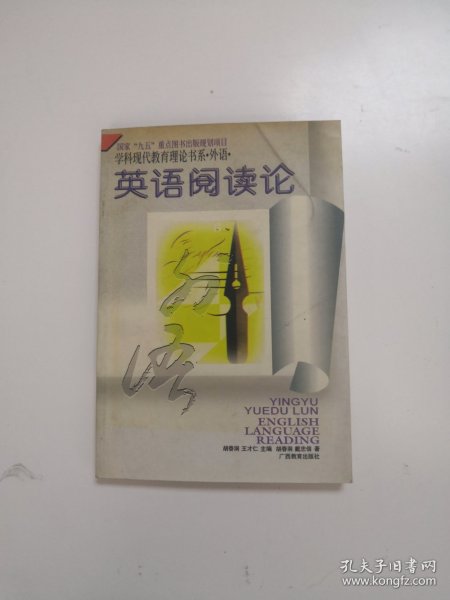 国家“九五”重点图书出版规划项目
学科现代教育理论书系·外语·
英语阅读论
外语
YINGYU
YUEDU LUN
ENGLISH
LANGUAGE
READING
胡春洞 王才仁 主编 胡春洞 戴忠信 著
广西教育出版社
孔夫子旧书网
www.kongfz.com